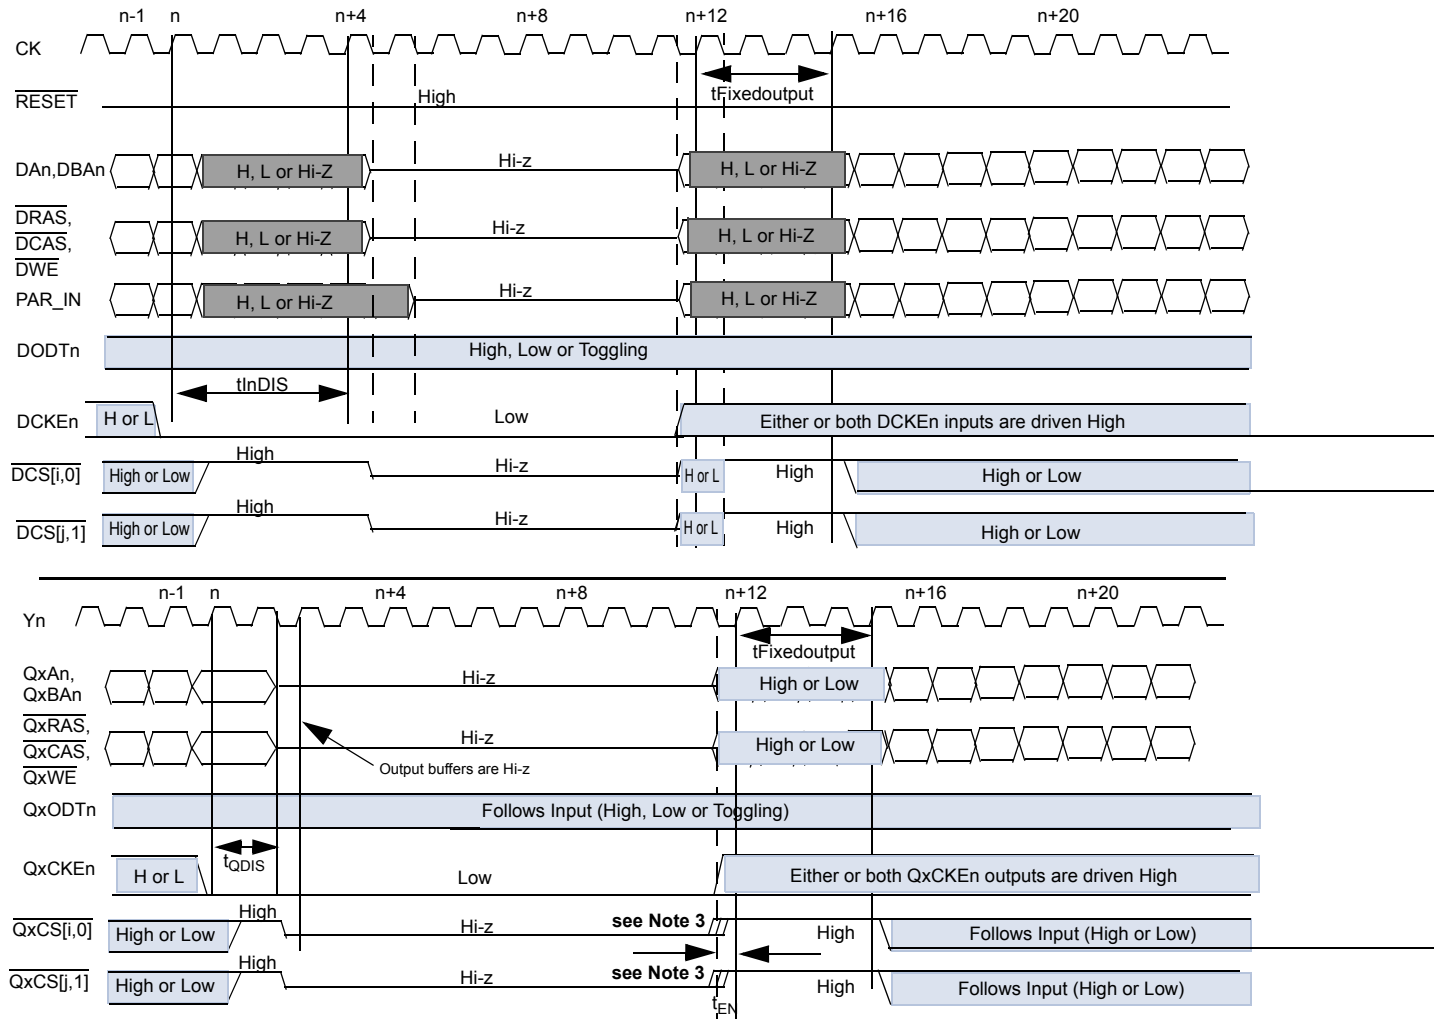 n-1 n n+4 n+8 n+12 n+16 n+20
CK
tFixedoutput
RESET High
DAn,DBAn H, L or Hi-Z Hi-z H, L or Hi-Z
DRAS,
DCAS, H, L or Hi-Z Hi-z H, L or Hi-Z
DWE
PAR_IN H, L or Hi-Z Hi-z H, L or Hi-Z
DODTn High, Low or Toggling
tInDIS
DCKEn H or L Low Either or both DCKEn inputs are driven High
DCS[i,0] High or Low High Hi-z H or L High High or Low
DCS[j,1] High or Low High Hi-z H or L High High or Low
n-1 n n+4 n+8 n+12 n+16 n+20
Yn
tFixedoutput
QxAn,
QxBAn Hi-z High or Low
QxRAS,
QxCAS, Hi-z High or Low
QxWE
Output buffers are Hi-z
QxODTn Follows Input (High, Low or Toggling)
tQDIS
QxCKEn H or L Low Either or both QxCKEn outputs are driven High
QxCS[i,0] High or Low High Hi-z see Note 3 High Follows Input (High or Low)
QxCS[j,1] High or Low High Hi-z see Note 3 High Follows Input (High or Low)
tEN